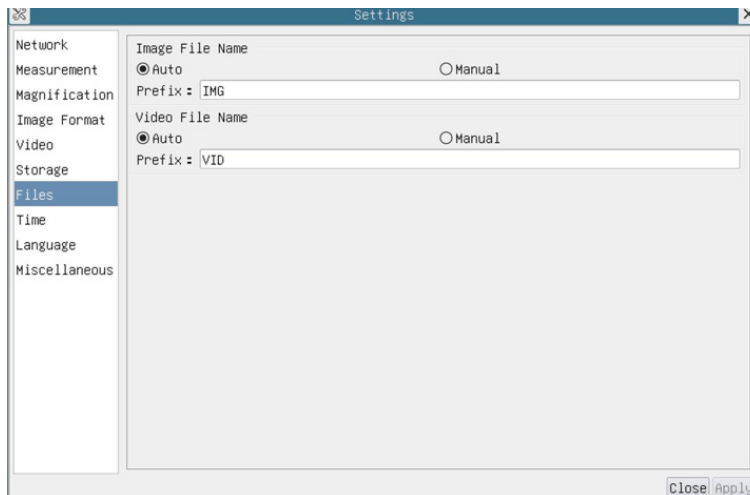 Settings
Network
Measurement
Magnification
Image Format
Video
Storage
Files
Time
Language
Miscellaneous
Image File Name
Auto
Manual
Prefix: IMG
Video File Name
Auto
Manual
Prefix: VID
Close
Apply